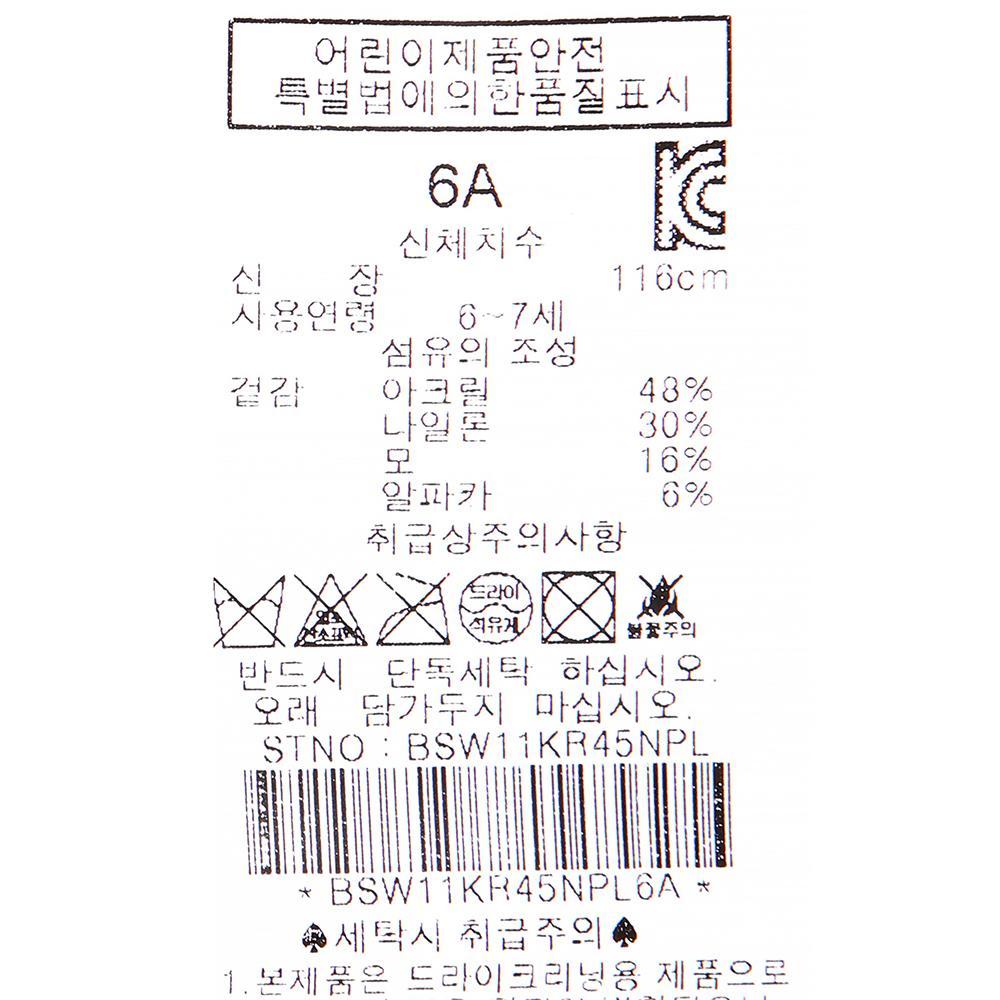 어린이제품안전
특별법에의한품질표시
6A
신체치수
신 장 116cm
사용연령 6~7세
섬유의 조성
겉감 아크릴 48%
나일론 30%
모 16%
알파카 6%
취급상주의사항
드라이
석유계
불꽃주의
반드시 단독세탁 하십시오.
오래 담가두지 마십시오.
STNO : BSW11KR45NPL
* BSW11KR45NPL6A *
♠세탁시 취급주의♠
1.본제품은 드라이크리닝용 제품으로